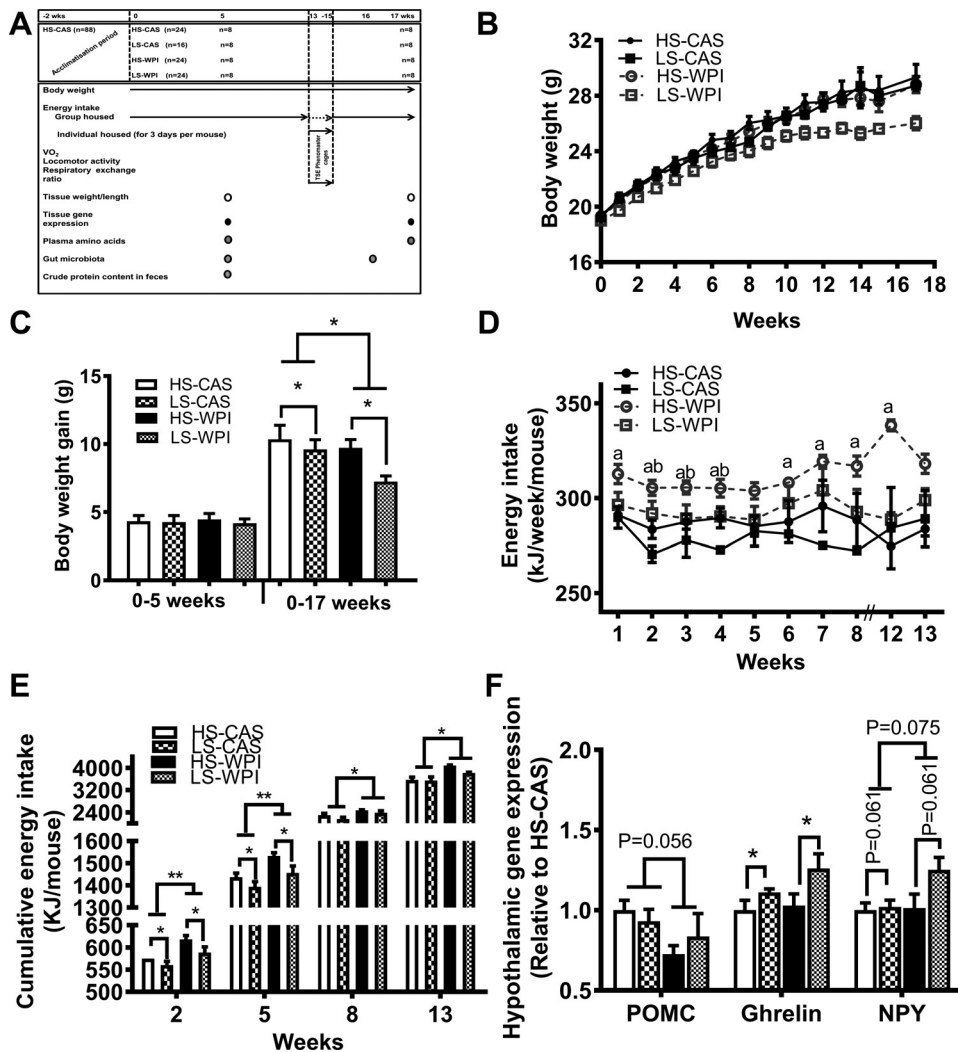 A
-2 wks 0 5 13 -15 16 17 wks
HS-CAS (n=88) HS-CAS (n=24) n=8 n=8
Acclimatisation period
LS-CAS (n=16) n=8 n=8
HS-WPI (n=24) n=8 n=8
LS-WPI (n=24) n=8 n=8
Body weight
Energy intake
Group housed
Individual housed (for 3 days per mouse)
TSE Phenomaster
cages
VO2
Locomotor activity
Respiratory exchange
ratio
Tissue weight/length
Tissue gene
expression
Plasma amino acids
Gut microbiota
Crude protein content in feces
B
HS-CAS
LS-CAS
HS-WPI
LS-WPI
Body weight (g)
32
28
24
20
16
0 2 4 6 8 10 12 14 16 18
Weeks
C
HS-CAS
LS-CAS
HS-WPI
LS-WPI
Body weight gain (g)
15
10
5
0
* * *
0-5 weeks 0-17 weeks
D
HS-CAS
LS-CAS
HS-WPI
LS-WPI
Energy intake
(kJ/week/mouse)
350
300
250
a ab ab ab a a a a
1 2 3 4 5 6 7 8 // 12 13
Weeks
E
HS-CAS
LS-CAS
HS-WPI
LS-WPI
Cumulative energy intake
(KJ/mouse)
4000
3200
2400
1600
1500
1400
1300
650
600
550
500
** * * ** * * * *
2 5 8 13
Weeks
F
Hypothalamic gene expression
(Relative to HS-CAS)
2.0
1.5
1.0
0.5
P=0.056
* *
P=0.075
P=0.061
P=0.061
POMC Ghrelin NPY